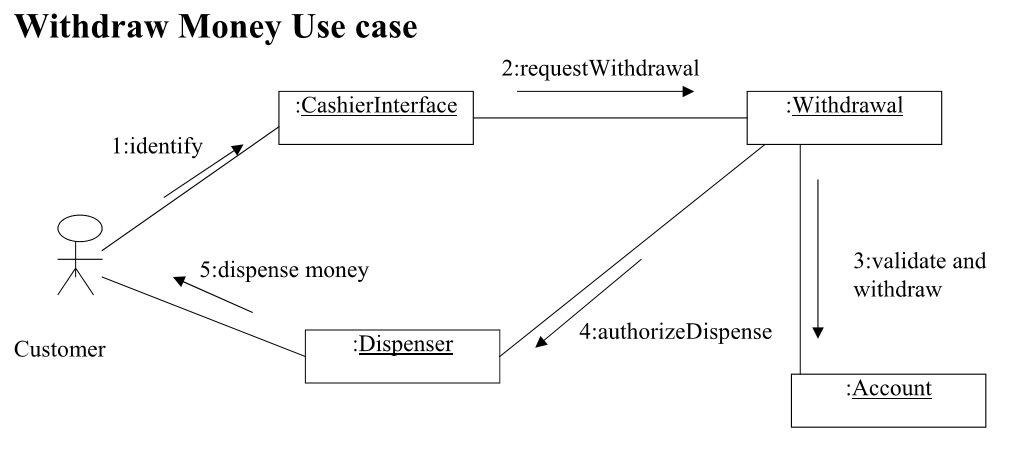 Withdraw Money Use case
2:requestWithdrawal
:CashierInterface
:Withdrawal
1:identify
3:validate and
withdraw
5:dispense money
4:authorizeDispense
:Dispenser
Customer
:Account